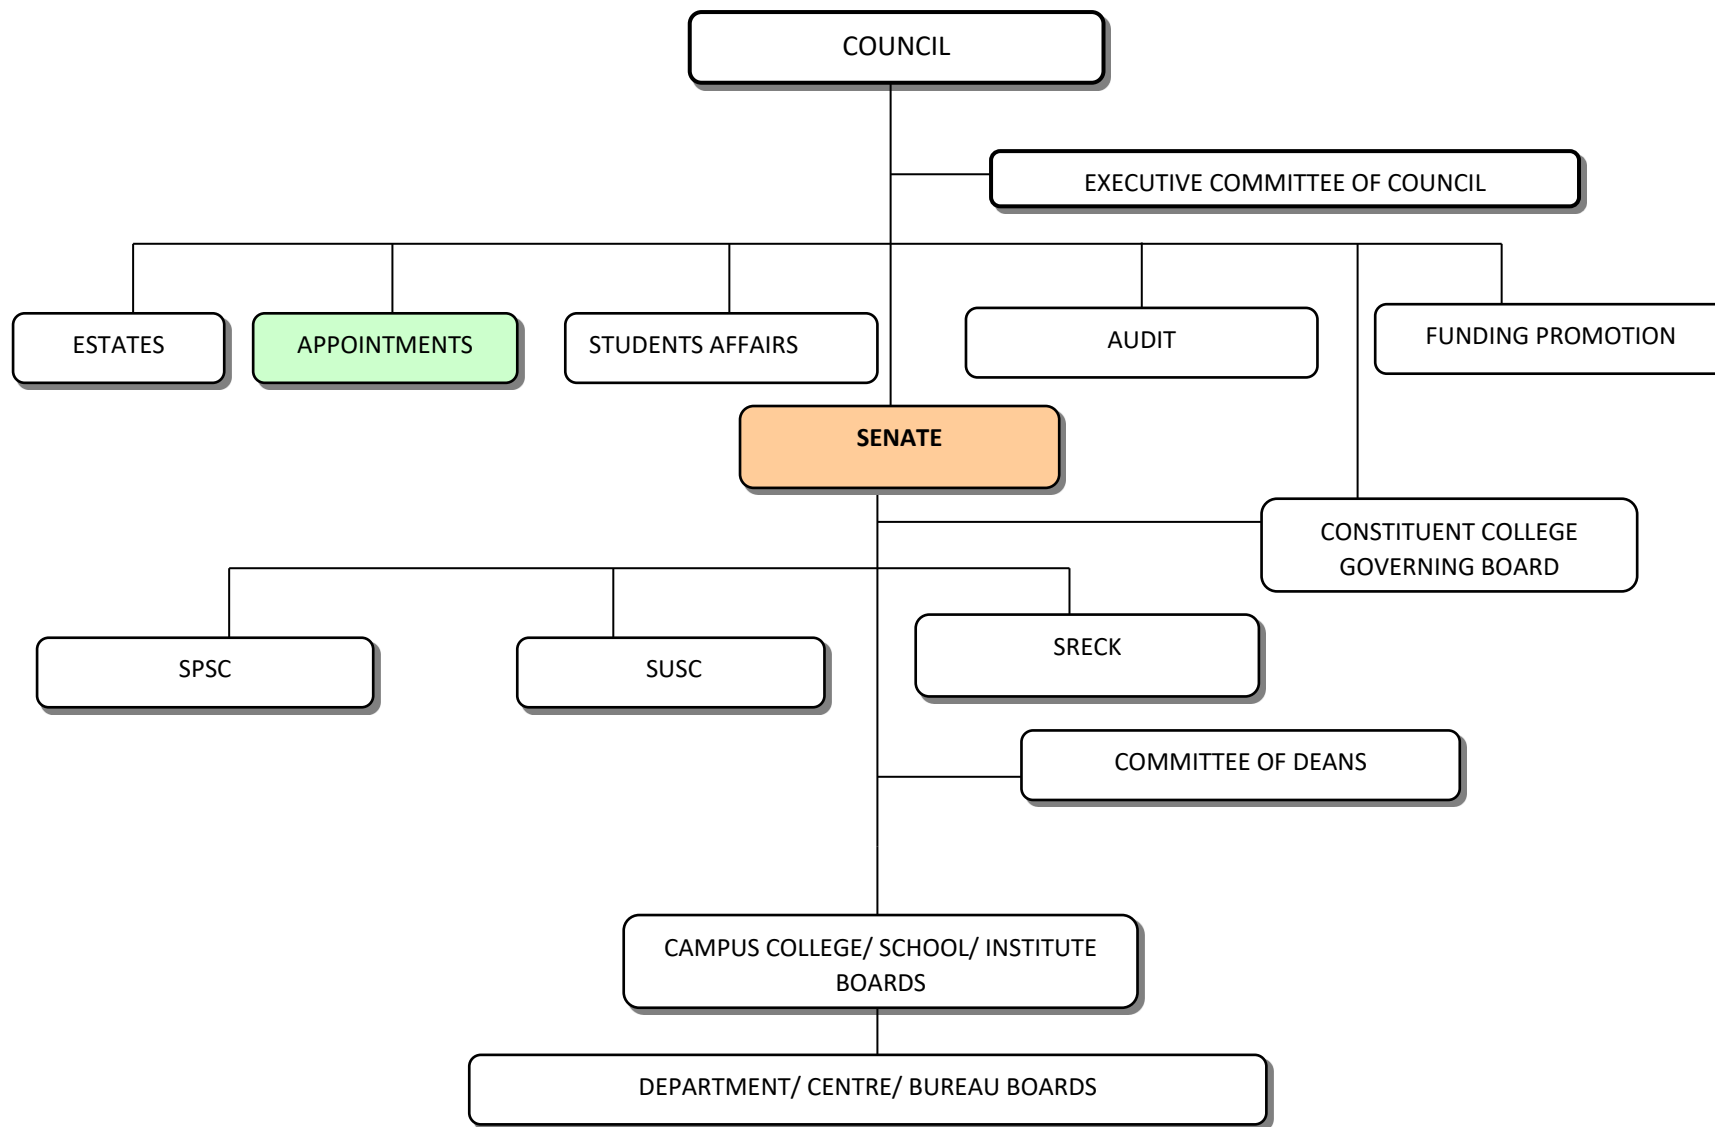 COUNCIL
EXECUTIVE COMMITTEE OF COUNCIL
ESTATES
APPOINTMENTS
STUDENTS AFFAIRS
AUDIT
FUNDING PROMOTION
SENATE
CONSTITUENT COLLEGE
GOVERNING BOARD
SPSC
SUSC
SRECK
COMMITTEE OF DEANS
CAMPUS COLLEGE/ SCHOOL/ INSTITUTE
BOARDS
DEPARTMENT/ CENTRE/ BUREAU BOARDS